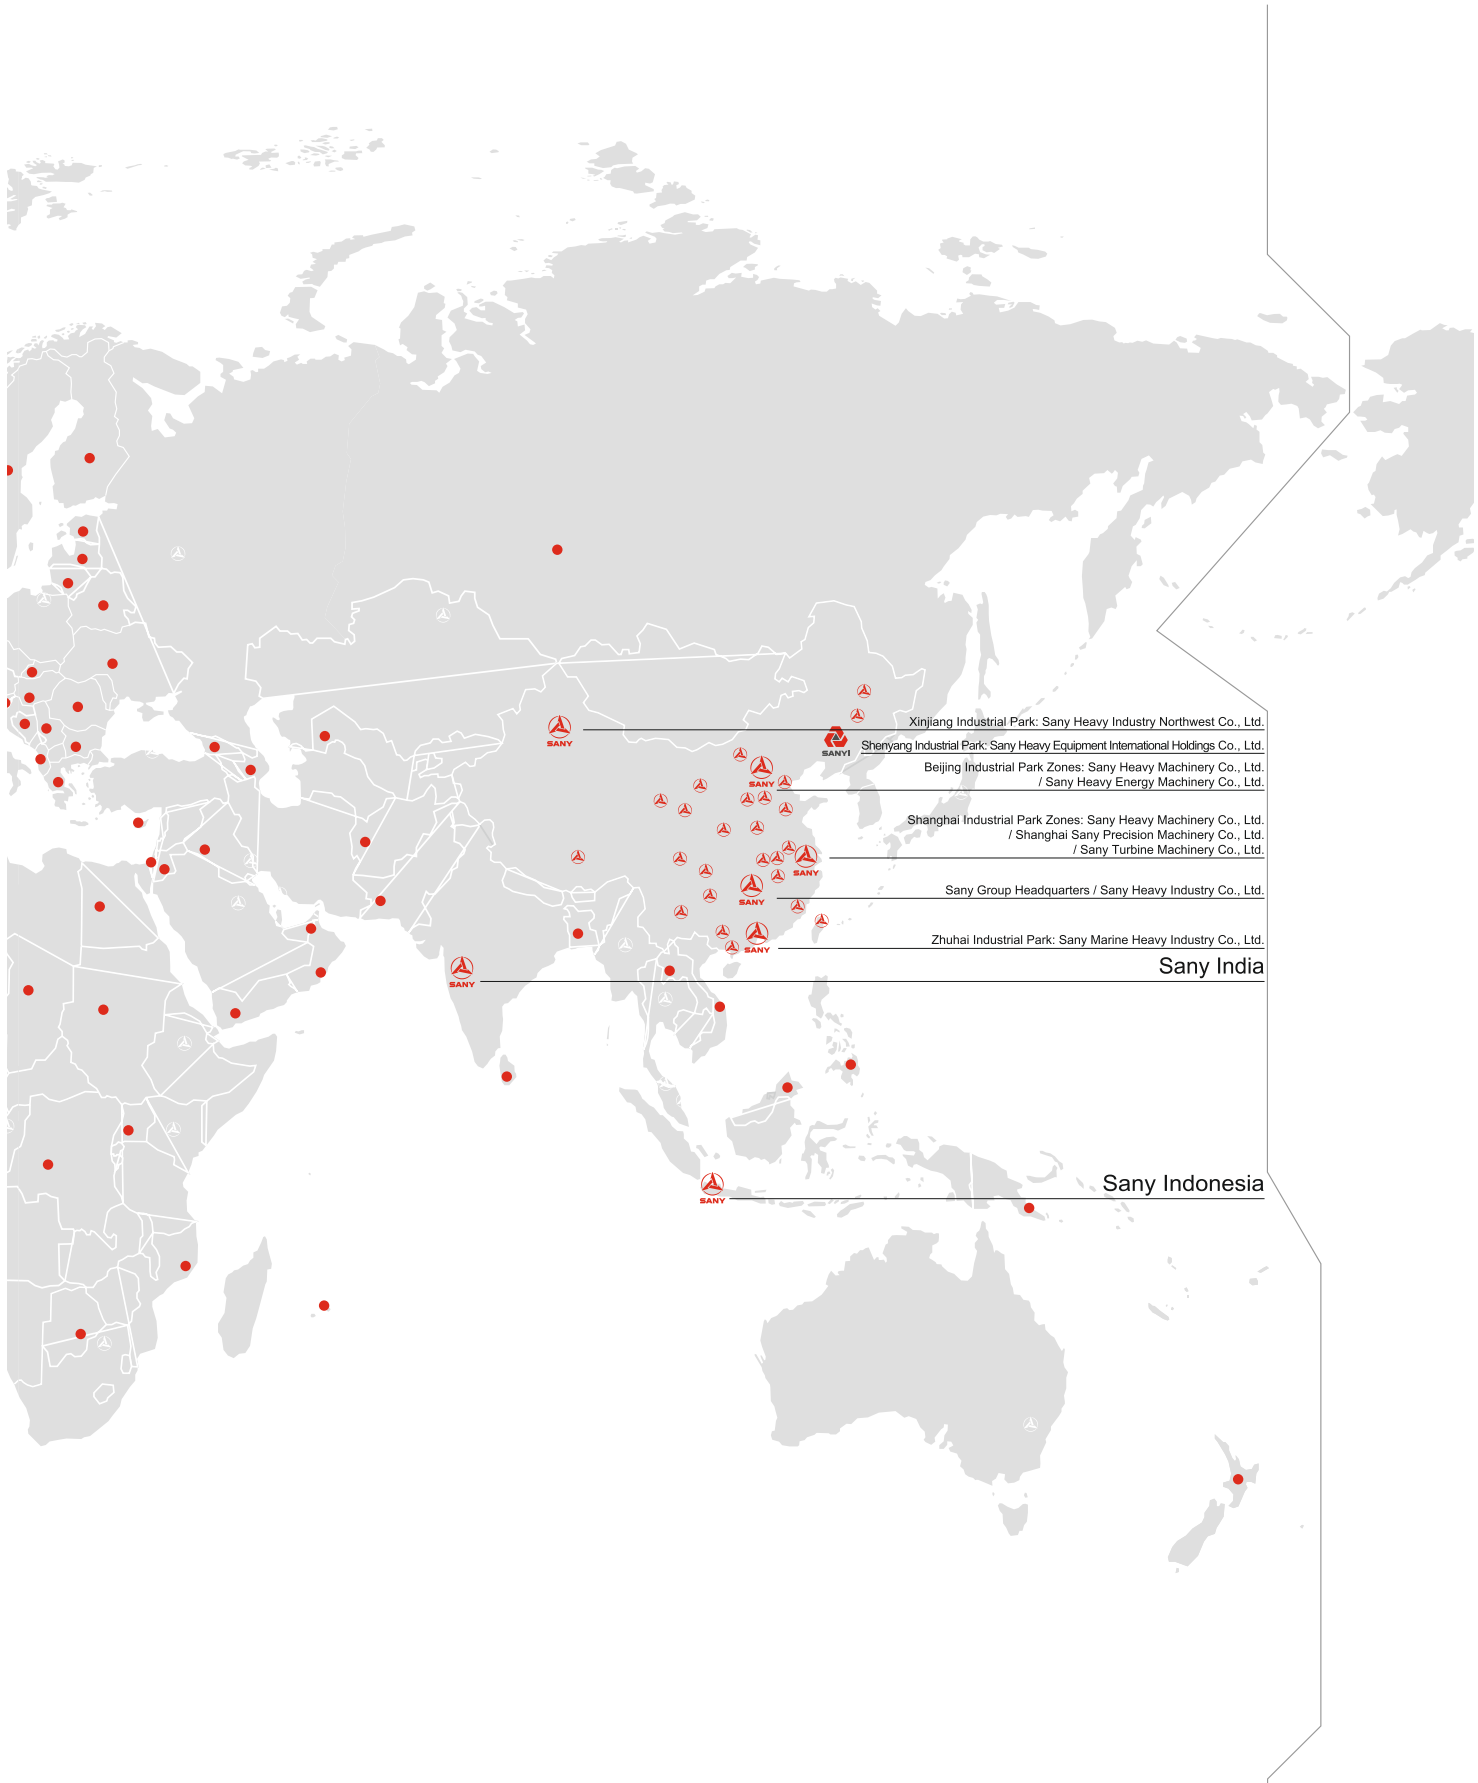 Xinjiang Industrial Park: Sany Heavy Industry Northwest Co., Ltd.
SANY
SANYI
Shenyang Industrial Park: Sany Heavy Equipment International Holdings Co., Ltd.
Beijing Industrial Park Zones: Sany Heavy Machinery Co., Ltd.
SANY
/ Sany Heavy Energy Machinery Co., Ltd.
Shanghai Industrial Park Zones: Sany Heavy Machinery Co., Ltd.
/ Shanghai Sany Precision Machinery Co., Ltd.
/ Sany Turbine Machinery Co., Ltd.
SANY
Sany Group Headquarters / Sany Heavy Industry Co., Ltd.
SANY
Zhuhai Industrial Park: Sany Marine Heavy Industry Co., Ltd.
SANY
Sany India
SANY
Sany Indonesia
SANY